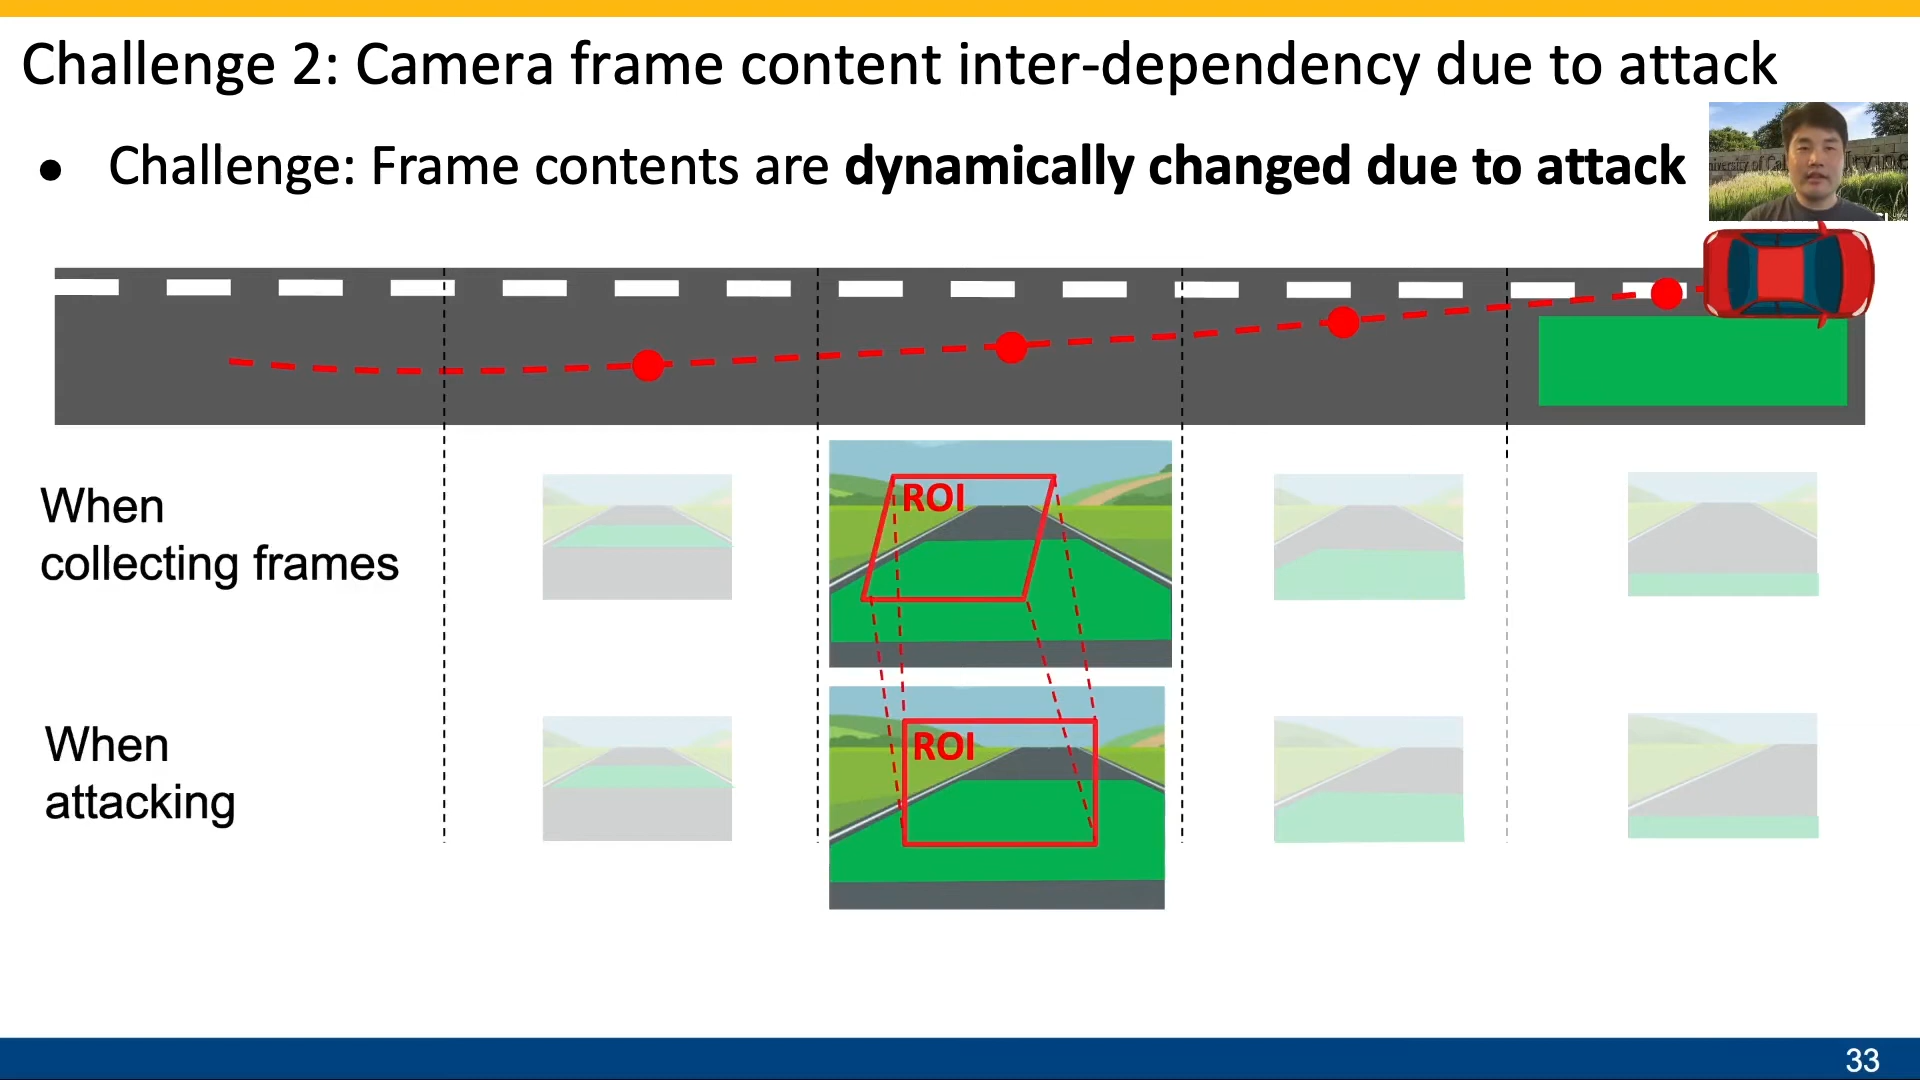 Challenge 2: Camera frame content inter-dependency due to attack
● Challenge: Frame contents are dynamically changed due to attack
When
collecting frames
ROI
When
attacking
ROI
33